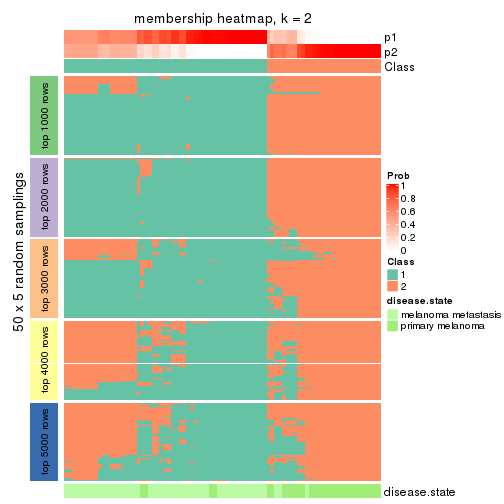 membership heatmap, k = 2
p1
p2
Class
50 x 5 random samplings
top 1000 rows
top 2000 rows
top 3000 rows
top 4000 rows
top 5000 rows
Prob
1
0.8
0.6
0.4
0.2
0
Class
1
2
disease.state
melanoma metastasis
primary melanoma
disease.state